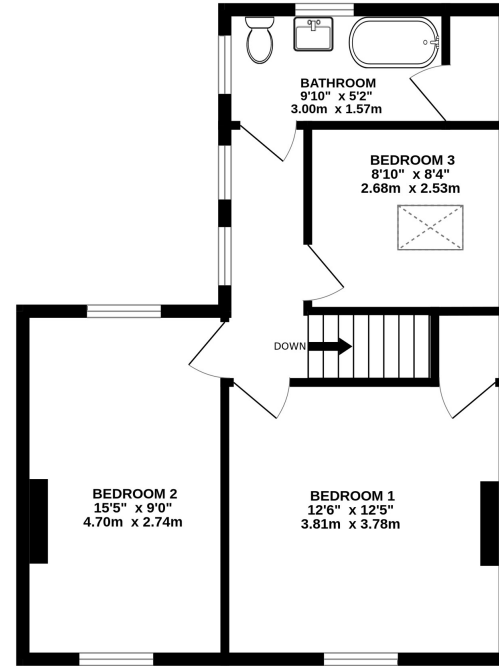 BATHROOM
9'10" x 5'2"
3.00m x 1.57m
BEDROOM 3
8'10" x 8'4"
2.68m x 2.53m
DOWN
BEDROOM 2
15'5" x 9'0"
4.70m x 2.74m
BEDROOM 1
12'6" x 12'5"
3.81m x 3.78m